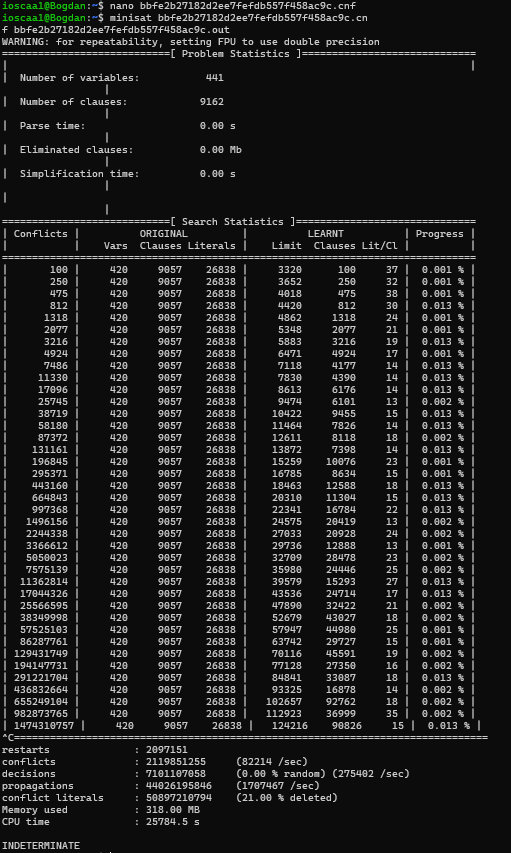 ioscaal@Bogdan:~$ nano bbfe2b27182d2ee7fefdb557f458ac9c.cnf
ioscaal@Bogdan:~$ minisat bbfe2b27182d2ee7fefdb557f458ac9c.cn
f bbfe2b27182d2ee7fefdb557f458ac9c.out
WARNING: for repeatability, setting FPU to use double precision
============================[ Problem Statistics ]=============================
|                                                                             |
|  Number of variables:             441
                 |
|  Number of clauses:              9162
                 |
|  Parse time:                     0.00 s
                 |
|  Eliminated clauses:             0.00 Mb
                 |
|  Simplification time:            0.00 s
                 |
|
                 |
============================[ Search Statistics ]==============================
| Conflicts |          ORIGINAL         |          LEARNT          | Progress |
|           |    Vars  Clauses Literals |    Limit  Clauses Lit/Cl |          |
===============================================================================
|       100 |     420     9057    26838 |     3320      100     37 |  0.001 % |
|       250 |     420     9057    26838 |     3652      250     32 |  0.001 % |
|       475 |     420     9057    26838 |     4018      475     38 |  0.001 % |
|       812 |     420     9057    26838 |     4420      812     30 |  0.013 % |
|      1318 |     420     9057    26838 |     4862     1318     24 |  0.001 % |
|      2077 |     420     9057    26838 |     5348     2077     21 |  0.001 % |
|      3216 |     420     9057    26838 |     5883     3216     19 |  0.013 % |
|      4924 |     420     9057    26838 |     6471     4924     17 |  0.001 % |
|      7486 |     420     9057    26838 |     7118     4177     14 |  0.013 % |
|     11330 |     420     9057    26838 |     7830     4390     14 |  0.013 % |
|     17096 |     420     9057    26838 |     8613     6176     14 |  0.013 % |
|     25745 |     420     9057    26838 |     9474     6101     13 |  0.002 % |
|     38719 |     420     9057    26838 |    10422     9455     15 |  0.013 % |
|     58180 |     420     9057    26838 |    11464     7826     14 |  0.013 % |
|     87372 |     420     9057    26838 |    12611     8118     18 |  0.002 % |
|    131161 |     420     9057    26838 |    13872     7398     14 |  0.013 % |
|    196845 |     420     9057    26838 |    15259    10076     23 |  0.001 % |
|    295371 |     420     9057    26838 |    16785     8634     15 |  0.001 % |
|    443160 |     420     9057    26838 |    18463    12588     18 |  0.013 % |
|    664843 |     420     9057    26838 |    20310    11304     15 |  0.013 % |
|    997368 |     420     9057    26838 |    22341    16784     22 |  0.013 % |
|   1496156 |     420     9057    26838 |    24575    20419     13 |  0.002 % |
|   2244338 |     420     9057    26838 |    27033    20928     24 |  0.002 % |
|   3366612 |     420     9057    26838 |    29736    12888     13 |  0.001 % |
|   5050023 |     420     9057    26838 |    32709    28478     23 |  0.002 % |
|   7575139 |     420     9057    26838 |    35980    24446     25 |  0.002 % |
|  11362814 |     420     9057    26838 |    39579    15293     27 |  0.013 % |
|  17044326 |     420     9057    26838 |    43536    24714     17 |  0.013 % |
|  25566595 |     420     9057    26838 |    47890    32422     21 |  0.002 % |
|  38349998 |     420     9057    26838 |    52679    43027     18 |  0.002 % |
|  57525103 |     420     9057    26838 |    57947    44980     25 |  0.001 % |
|  86287761 |     420     9057    26838 |    63742    29727     15 |  0.001 % |
| 129431749 |     420     9057    26838 |    70116    45591     19 |  0.002 % |
| 194147731 |     420     9057    26838 |    77128    27350     16 |  0.002 % |
| 291221704 |     420     9057    26838 |    84841    33087     18 |  0.013 % |
| 436832664 |     420     9057    26838 |    93325    16878     14 |  0.002 % |
| 655249104 |     420     9057    26838 |   102657    92762     18 |  0.002 % |
| 982873765 |     420     9057    26838 |   112923    36999     35 |  0.002 % |
| 1474310757 |     420     9057    26838 |   124216    90826     15 |  0.013 % |
^C===============================================================================
restarts              : 2097151
conflicts             : 2119851255     (82214 /sec)
decisions             : 7101107058     (0.00 % random) (275402 /sec)
propagations          : 44026195846    (1707467 /sec)
conflict literals     : 50897210794    (21.00 % deleted)
Memory used           : 318.00 MB
CPU time              : 25784.5 s

INDETERMINATE